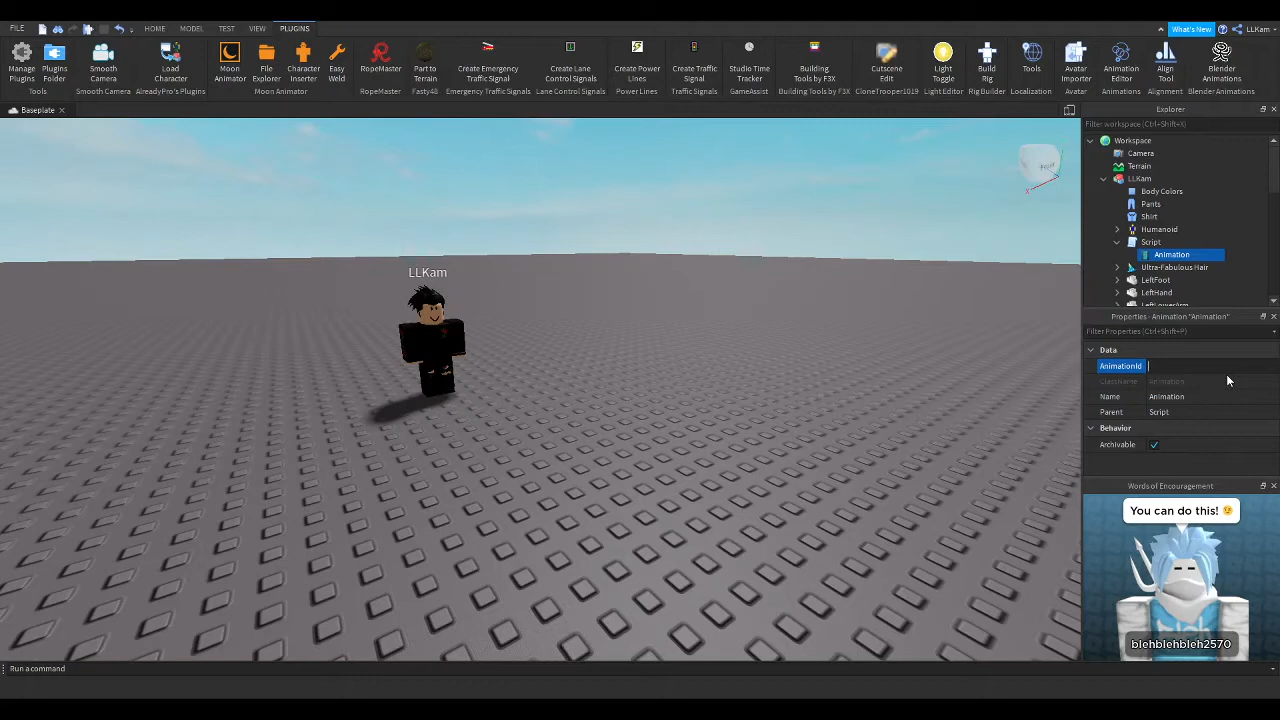 FILE HOME MODEL TEST VIEW PLUGINS What's New LLKam
Manage Plugins Plugins Folder Smooth Camera Load Character Moon Animator File Explorer Character Inserter Easy Weld RopeMaster Part to Terrain Create Emergency Traffic Signal Create Lane Control Signals Create Power Lines Create Traffic Signal Studio Time Tracker Building Tools by F3X Cutscene Edit Light Toggle Build Rig Tools Avatar Importer Animation Editor Align Tool Blender Animations
Tools Smooth Camera AlreadyPro's Plugins Moon Animator RopeMaster Fasty48 Emergency Traffic Signals Lane Control Signals Power Lines Traffic Signals GameAssist Building Tools by F3X CloneTrooper1019 Light Editor Rig Builder Localization Avatar Animations Alignment Blender Animations
Baseplate
Explorer
Filter workspace (Ctrl+Shift+X)
Workspace
Camera
Terrain
LLKam
Body Colors
Pants
Shirt
Humanoid
Script
Animation
Ultra-Fabulous Hair
LeftFoot
LeftHand
LeftLowerArm
Front
X
LLKam
Properties - Animation "Animation"
Filter Properties (Ctrl+Shift+P)
Data
AnimationId
ClassName Animation
Name Animation
Parent Script
Behavior
Archivable
Words of Encouragement
You can do this! 😉
blehblehbleh2570
Run a command